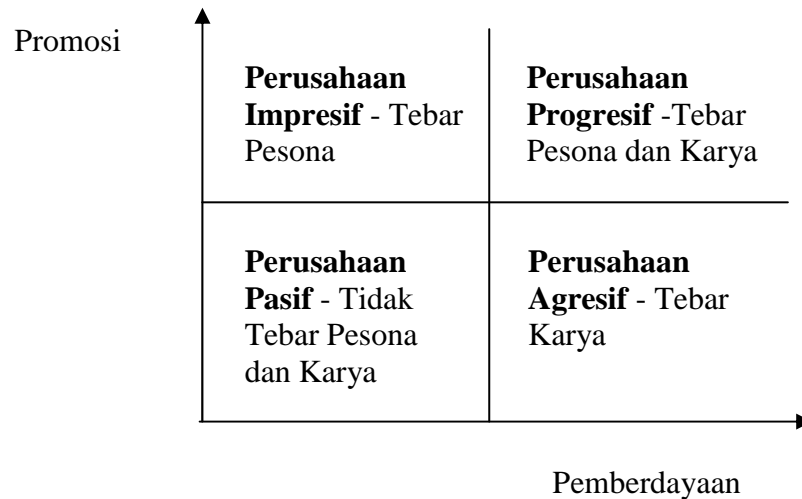 Promosi
Perusahaan
Impresif - Tebar
Pesona
Perusahaan
Progresif -Tebar
Pesona dan Karya
Perusahaan
Pasif - Tidak
Tebar Pesona
dan Karya
Perusahaan
Agresif - Tebar
Karya
Pemberdayaan